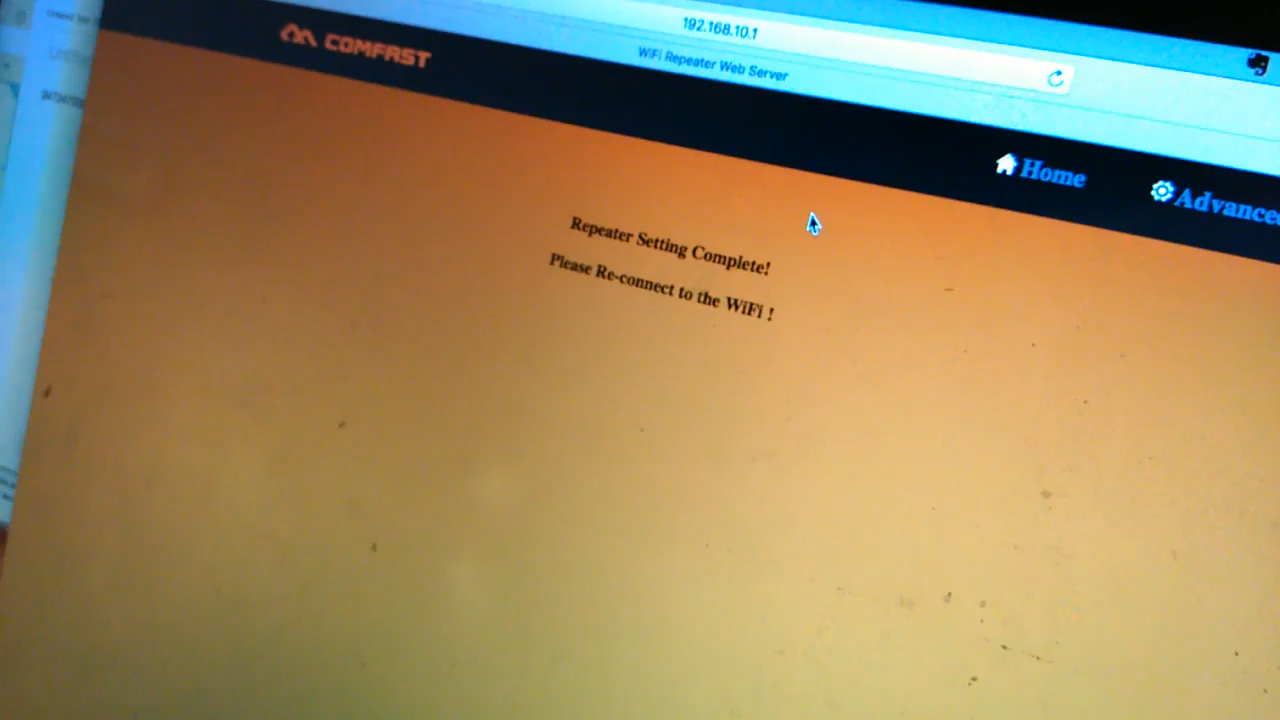 192.168.10.1
WiFi Repeater Web Server
COMFAST
Home
Advance
Repeater Setting Complete!
Please Re-connect to the WiFi !